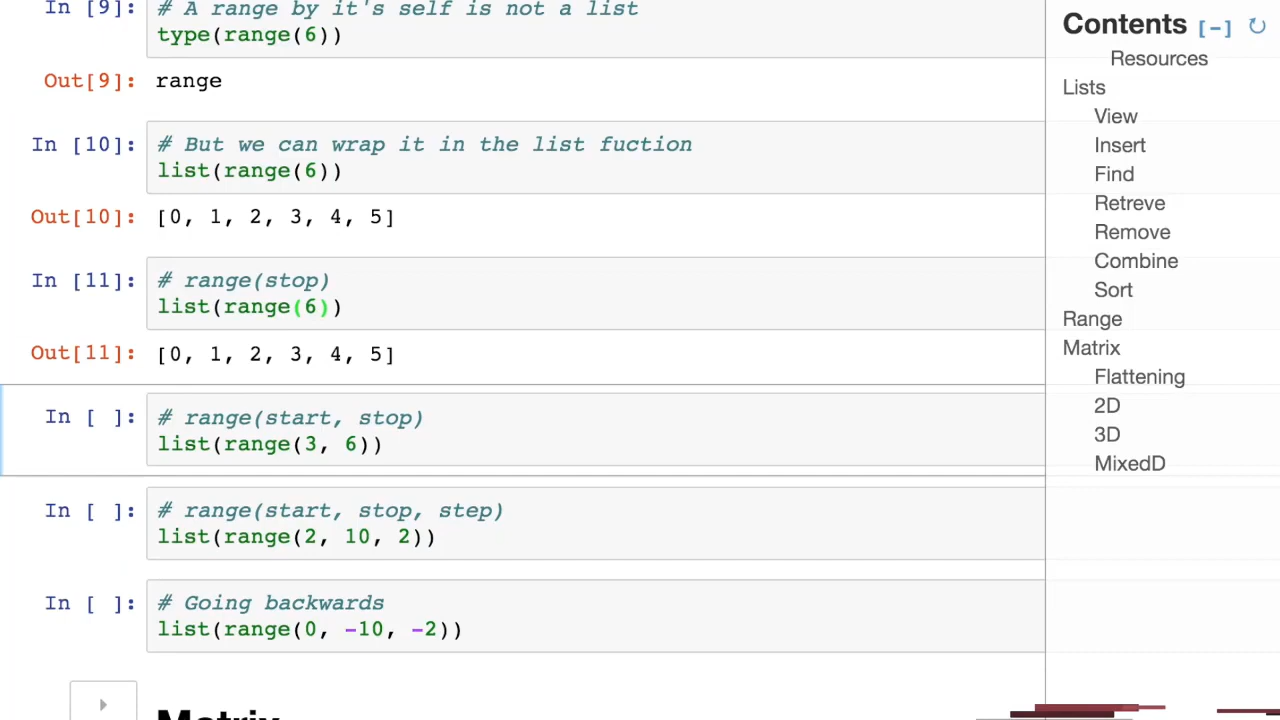 In [9]: # A range by it's self is not a list
type(range(6))
Out[9]: range
In [10]: # But we can wrap it in the list fuction
list(range(6))
Out[10]: [0, 1, 2, 3, 4, 5]
In [11]: # range(stop)
list(range(6))
Out[11]: [0, 1, 2, 3, 4, 5]
In [ ]: # range(start, stop)
list(range(3, 6))
In [ ]: # range(start, stop, step)
list(range(2, 10, 2))
In [ ]: # Going backwards
list(range(0, -10, -2))
Matrix
Contents [-]
Resources
Lists
View
Insert
Find
Retreve
Remove
Combine
Sort
Range
Matrix
Flattening
2D
3D
MixedD